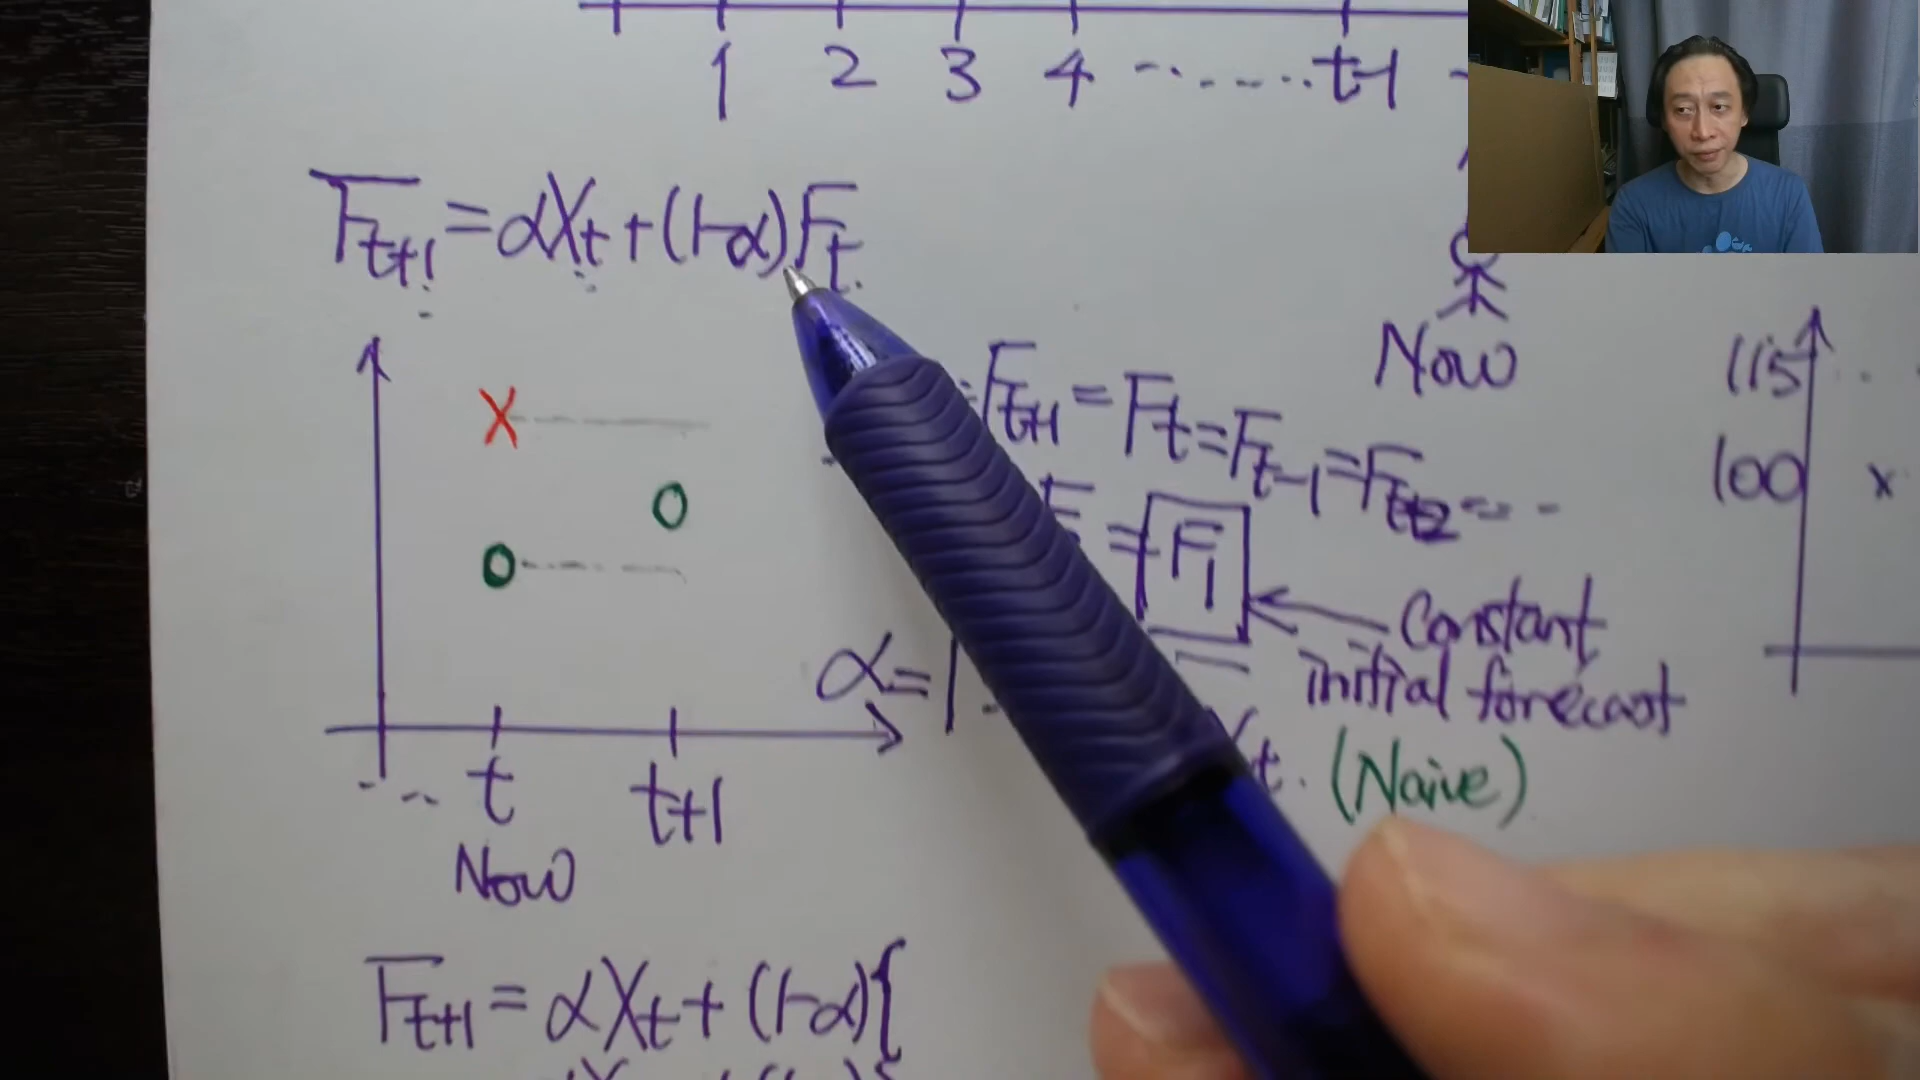 1 2 3 4 ........ t-1
F_{t+1} = αX_t + (1-α)F_t
Now
115
100 x
X
O
O
F_{t+1} = F_t = F_{t-1} = F_{t-2} = ...
= F_1
Constant
initial forecast
α = 1
t. (Naive)
t t+1
Now
F_{t+1} = αX_t + (1-α){